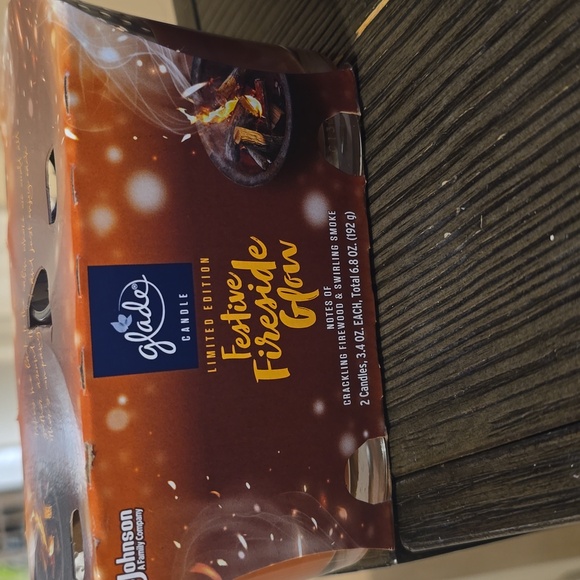 glade®
CANDLE
LIMITED EDITION
Festive
Fireside
Glow
NOTES OF
CRACKLING FIREWOOD & SWIRLING SMOKE
2 Candles, 3.4 OZ. EACH, Total 6.8 OZ. (192 g)
Johnson
A Family Company